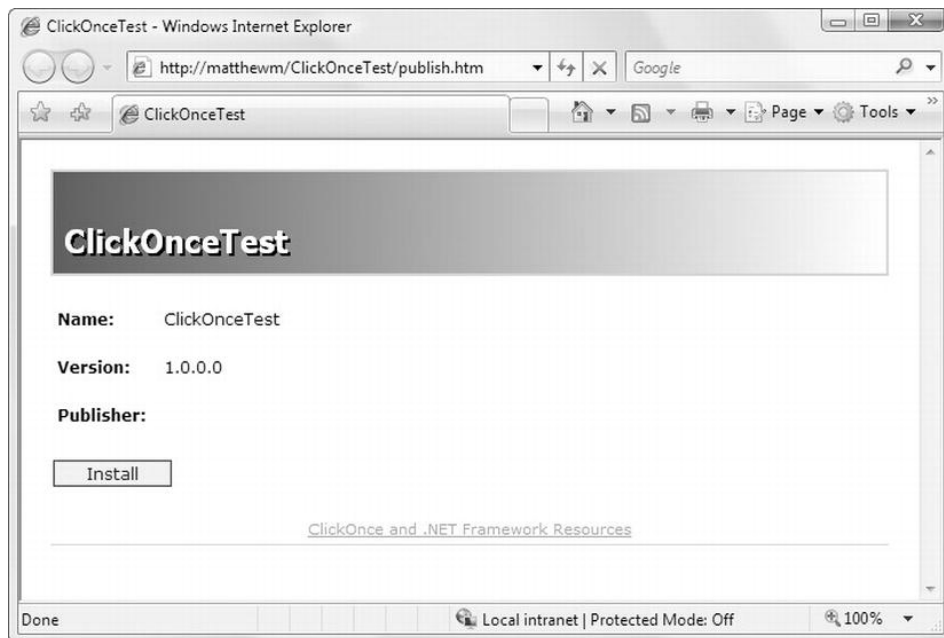 ClickOnceTest - Windows Internet Explorer
http://matthewm/ClickOnceTest/publish.htm
Google
ClickOnceTest
Page
Tools
ClickOnceTest
Name: ClickOnceTest
Version: 1.0.0.0
Publisher:
Install
ClickOnce and .NET Framework Resources
Done
Local intranet | Protected Mode: Off
100%